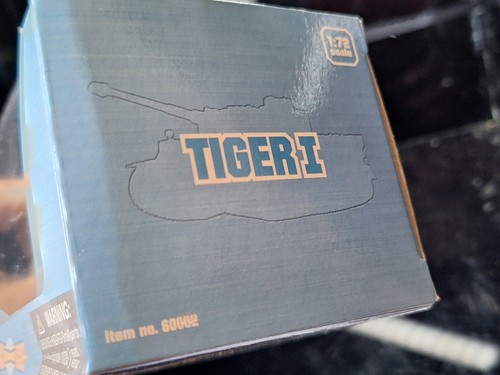 1:72
scale
TIGER-I
Item no. 60002
WARNING: